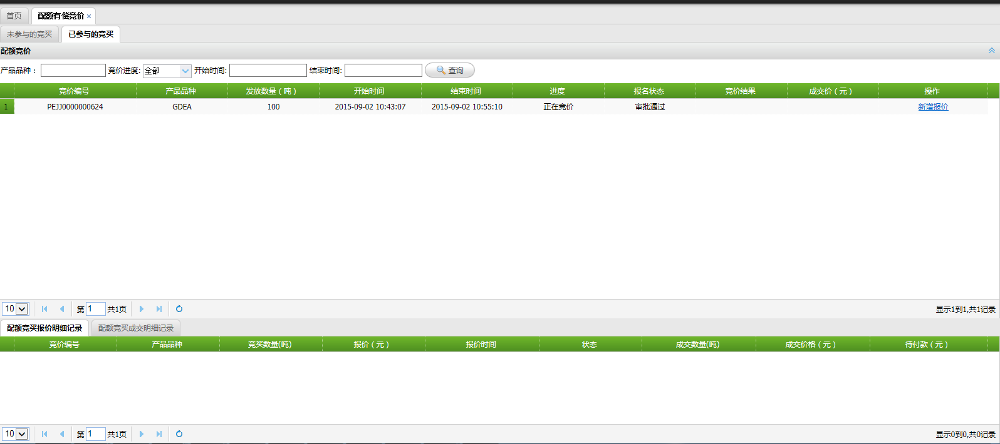 首页 配额有偿竞价 ×
未参与的竞买 已参与的竞买
配额竞价
产品品种： 竞价进度: 全部 开始时间: 结束时间: 查询
竞价编号 产品品种 发放数量（吨） 开始时间 结束时间 进度 报名状态 竞价结果 成交价（元） 操作
1 PEJJ0000000624 GDEA 100 2015-09-02 10:43:07 2015-09-02 10:55:10 正在竞价 审批通过 新增报价
10 第 1 共1页 显示1到1,共1记录
配额竞买报价明细记录 配额竞买成交明细记录
竞价编号 产品品种 竞买数量(吨) 报价（元） 报价时间 状态 成交数量(吨) 成交价格（元） 待付款（元）
10 第 1 共1页 显示0到0,共0记录